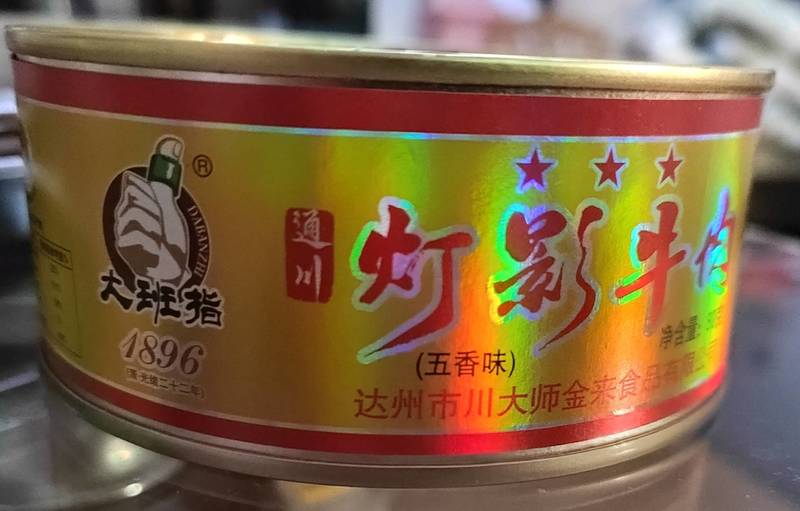 ®
DABANZHI
大班指
1896
(清·光绪二十二年)
通川
灯影牛肉
(五香味)
净含量:
达州市川大师金来食品有限